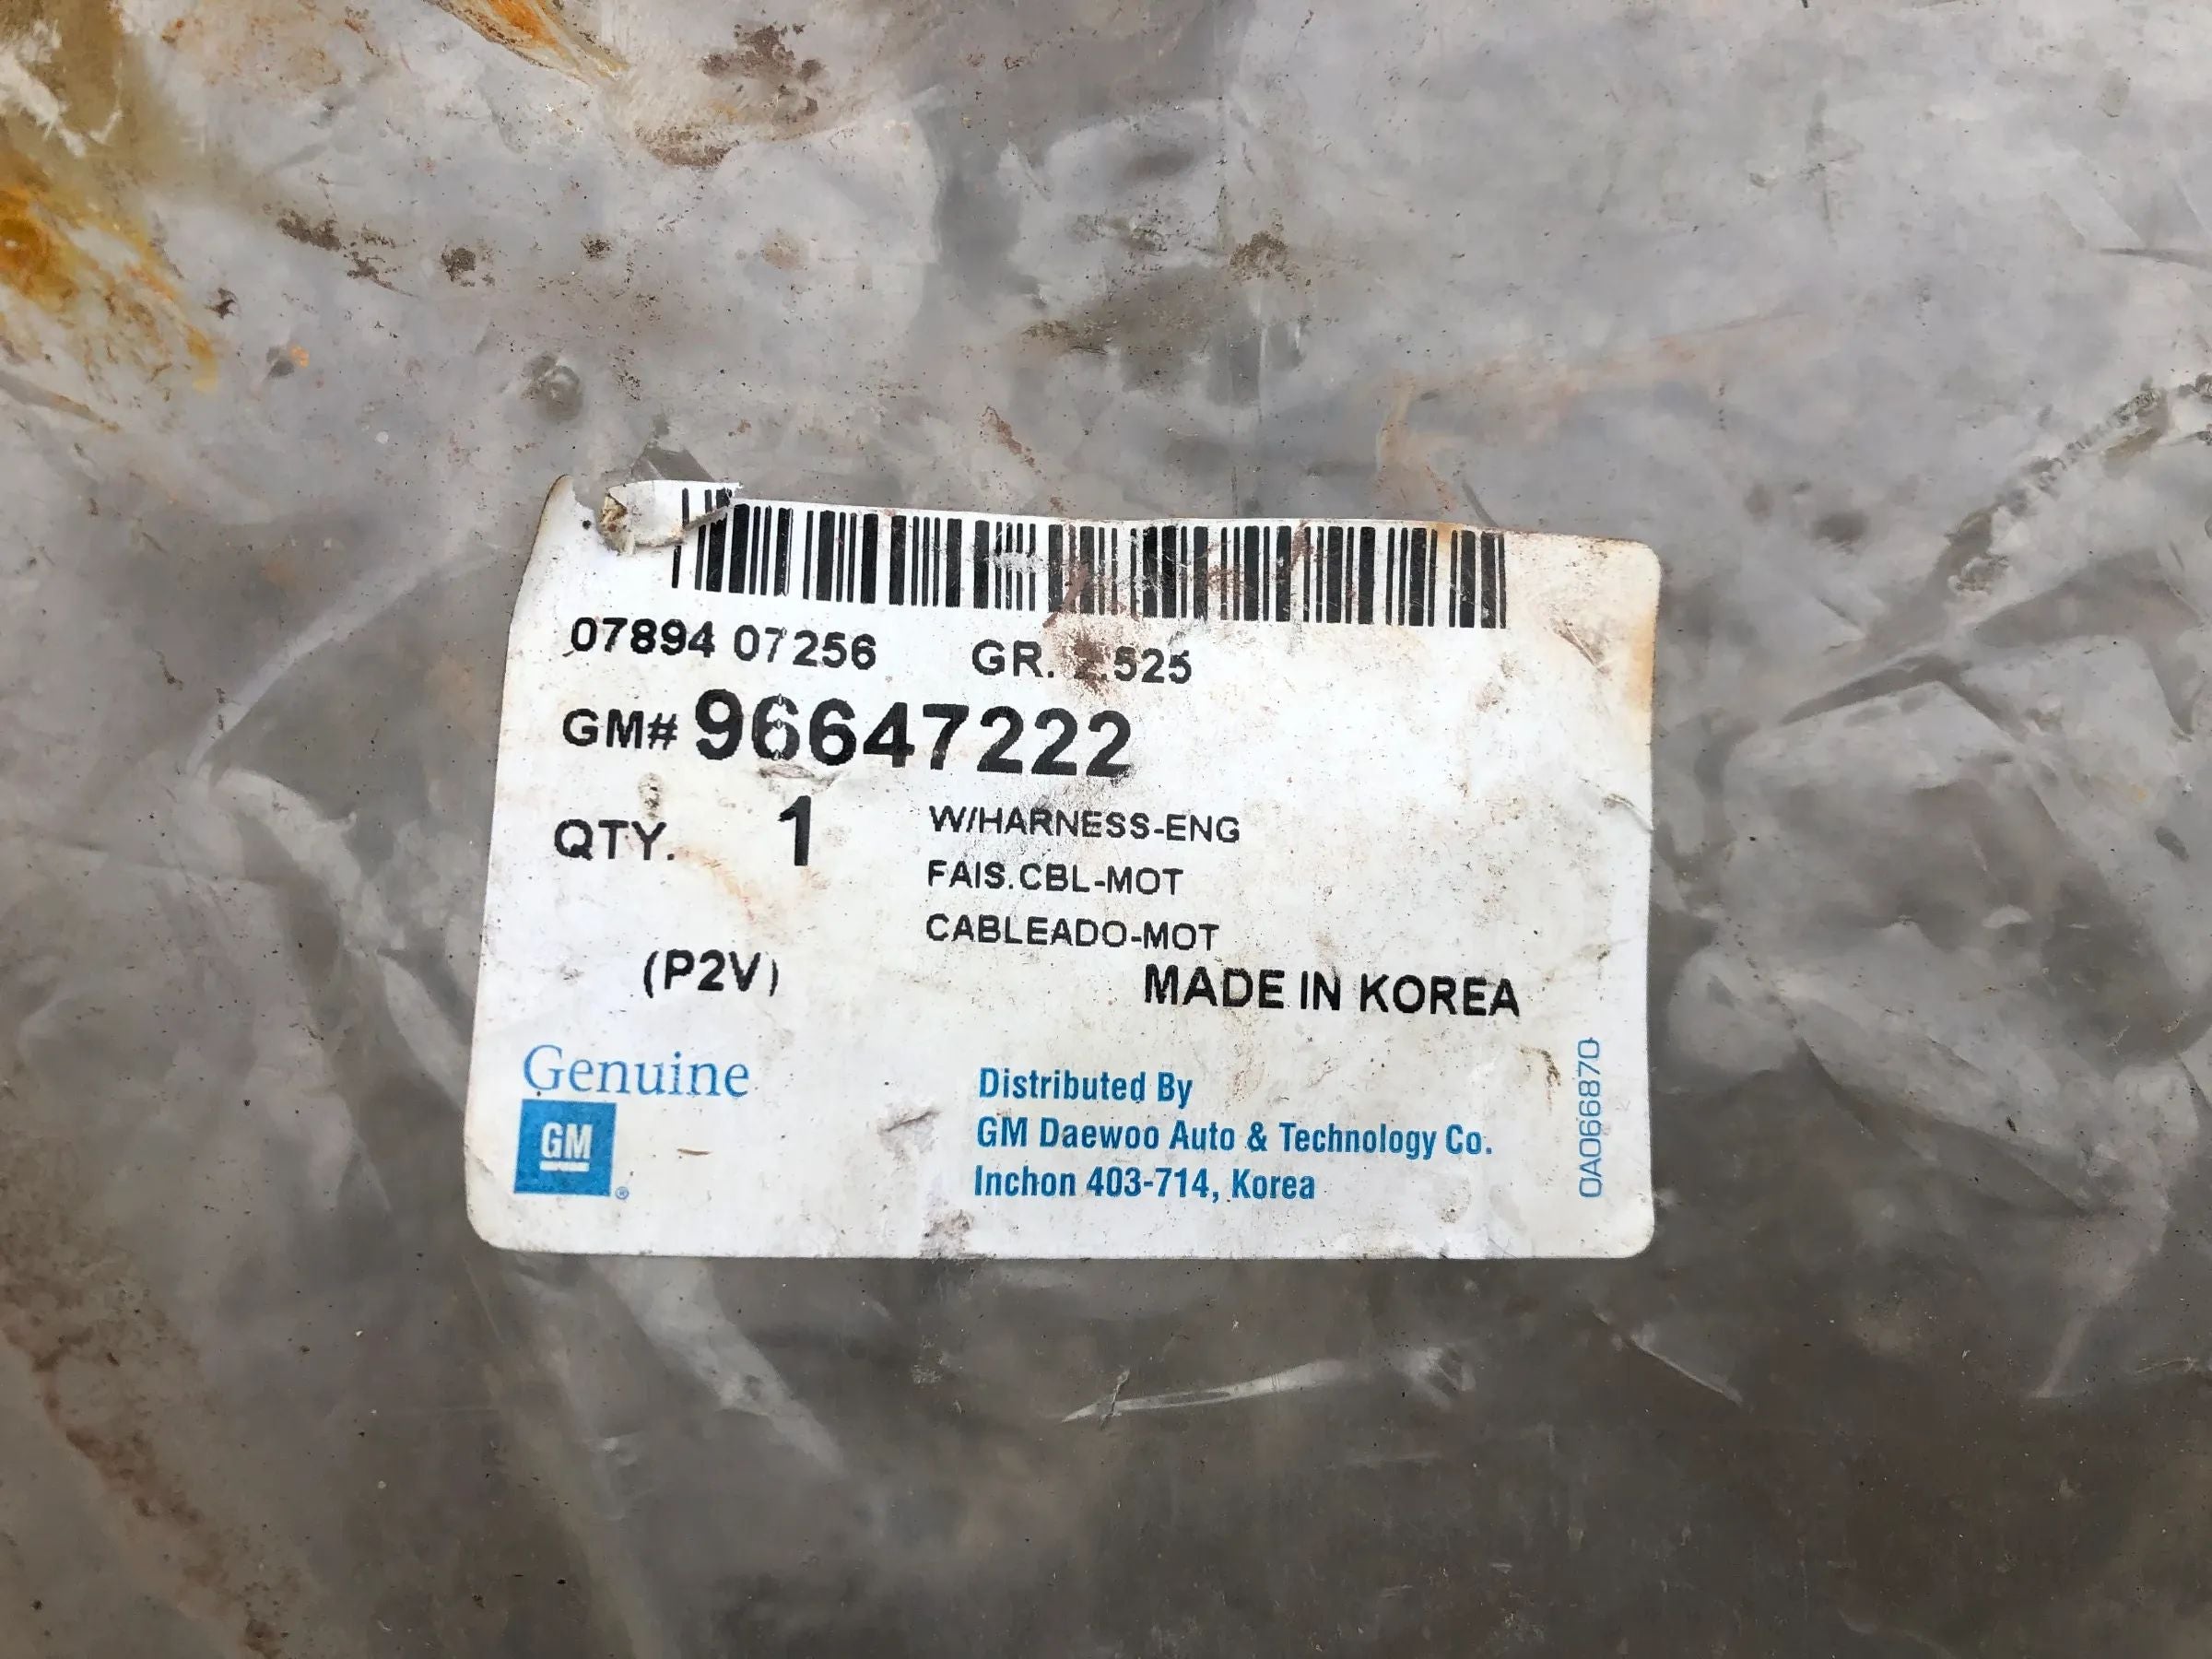 07894 07256 GR. 2.525
GM# 96647222
QTY. 1
W/HARNESS-ENG
FAIS.CBL-MOT
CABLEADO-MOT
(P2V)
MADE IN KOREA
Genuine
GM
®
Distributed By
GM Daewoo Auto & Technology Co.
Inchon 403-714, Korea
0A066870